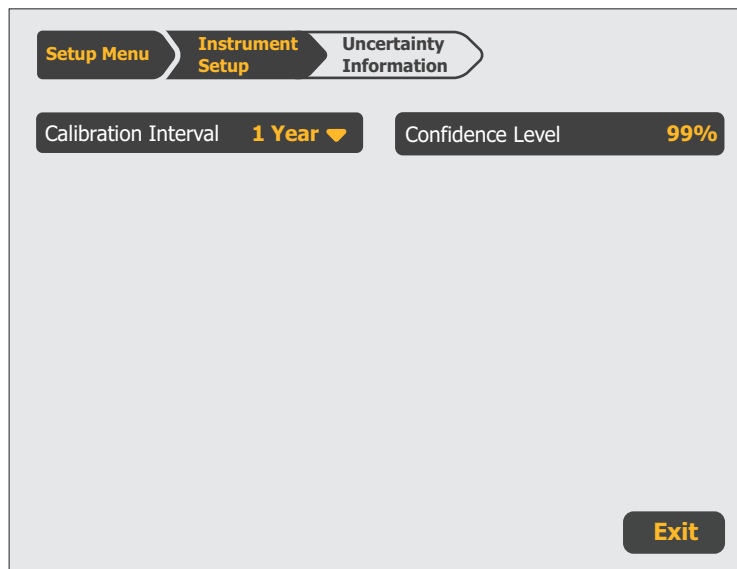 Setup Menu
Instrument
Setup
Uncertainty
Information
Calibration Interval 1 Year
Confidence Level 99%
Exit